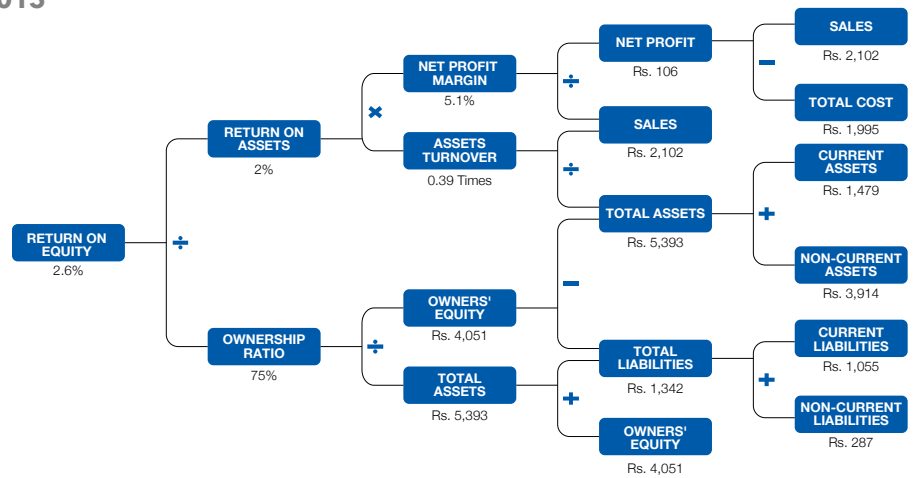 RETURN ON
EQUITY
2.6%
÷
RETURN ON
ASSETS
2%
OWNERSHIP
RATIO
75%
×
÷
NET PROFIT
MARGIN
5.1%
ASSETS
TURNOVER
0.39 Times
OWNERS'
EQUITY
Rs. 4,051
TOTAL
ASSETS
Rs. 5,393
÷
÷
−
+
NET PROFIT
Rs. 106
SALES
Rs. 2,102
TOTAL ASSETS
Rs. 5,393
TOTAL
LIABILITIES
Rs. 1,342
OWNERS'
EQUITY
Rs. 4,051
−
+
+
SALES
Rs. 2,102
TOTAL COST
Rs. 1,995
CURRENT
ASSETS
Rs. 1,479
NON-CURRENT
ASSETS
Rs. 3,914
CURRENT
LIABILITIES
Rs. 1,055
NON-CURRENT
LIABILITIES
Rs. 287